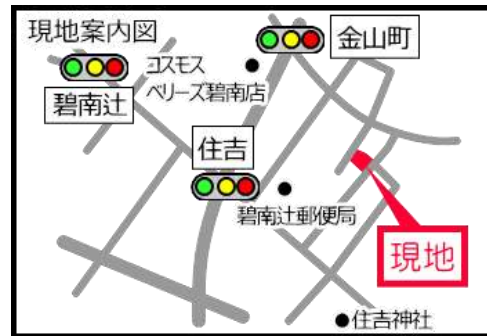 現地案内図
金山町
コスモス
ベリーズ碧南店
碧南辻
住吉
碧南辻郵便局
現地
住吉神社